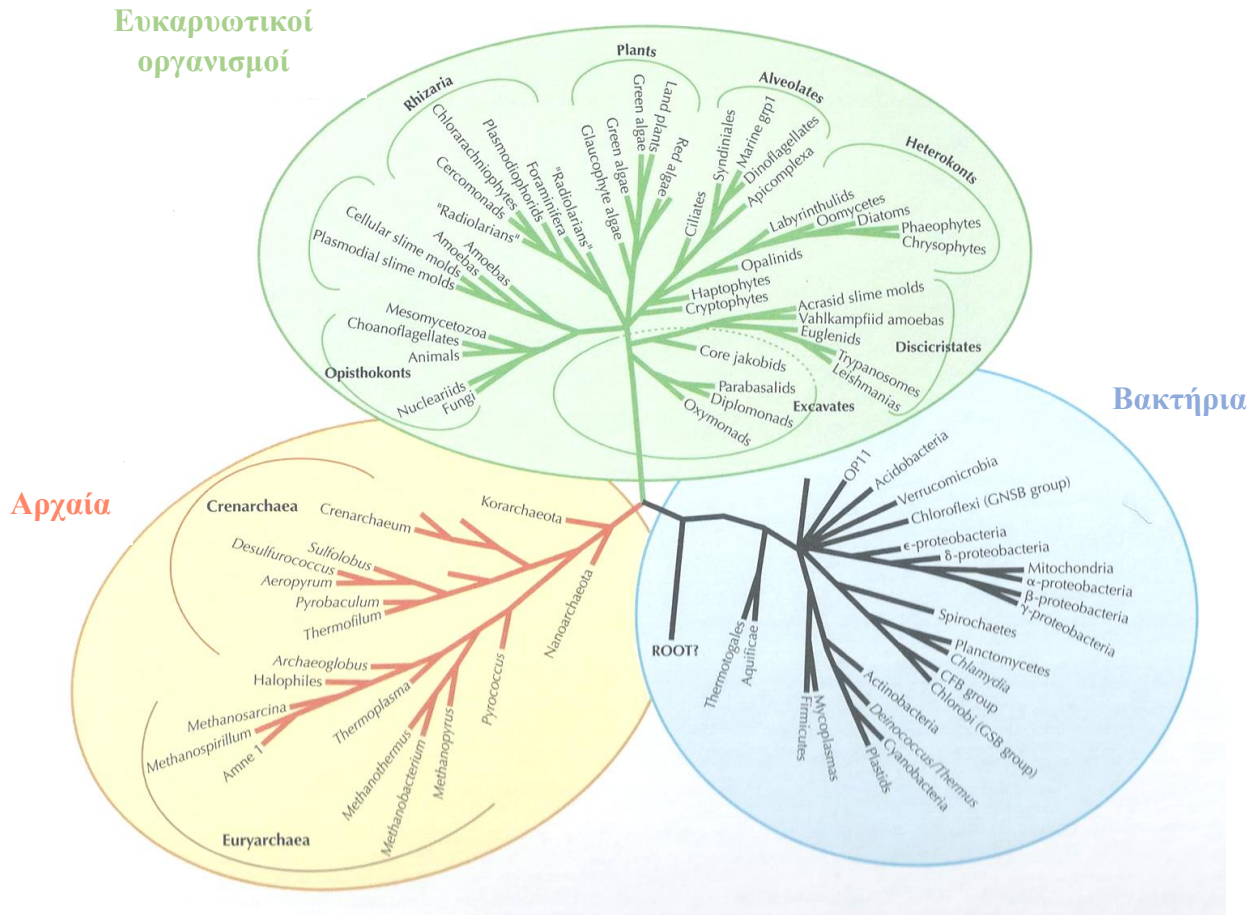 Ευκαρυωτικοί
οργανισμοί
Plants
Rhizaria
Alveolates
Heterokonts
Chlorarachniophytes
Plasmodiophorids
Cercomonads
Foraminifera
"Radiolarians"
"Radiolarians"
Glaucophyte algae
Green algae
Green algae
Land plants
Red algae
Ciliates
Syndiniales
Marine grp1
Dinoflagellates
Apicomplexa
Labyrinthulids
Oomycetes
Diatoms
Phaeophytes
Chrysophytes
Opalinids
Haptophytes
Cryptophytes
Cellular slime molds
Plasmodial slime molds
Amoebas
Amoebas
Mesomycetozoa
Choanoflagellates
Animals
Opisthokonts
Nucleariids
Fungi
Acrasid slime molds
Vahlkampfiid amoebas
Euglenids
Trypanosomes
Leishmanias
Discicristates
Core jakobids
Parabasalids
Diplomonads
Oxymonads
Excavates
Βακτήρια
Αρχαία
Crenarchaea
Crenarchaeum
Korarchaeota
Desulfurococcus
Sulfolobus
Aeropyrum
Pyrobaculum
Thermofilum
Nanoarchaeota
Archaeoglobus
Halophiles
Methanosarcina
Methanospirillum
Amne 1
Thermoplasma
Methanothermus
Methanobacterium
Methanopyrus
Pyrococcus
Euryarchaea
ROOT?
Thermotogales
Aquificae
OP11
Acidobacteria
Verrucomicrobia
Chloroflexi (GNSB group)
ϵ-proteobacteria
δ-proteobacteria
Mitochondria
α-proteobacteria
β-proteobacteria
γ-proteobacteria
Spirochaetes
Planctomycetes
Chlamydia
CFB group
Chlorobi (GSB group)
Actinobacteria
Deinococcus/Thermus
Cyanobacteria
Plastids
Mycoplasmas
Firmicutes